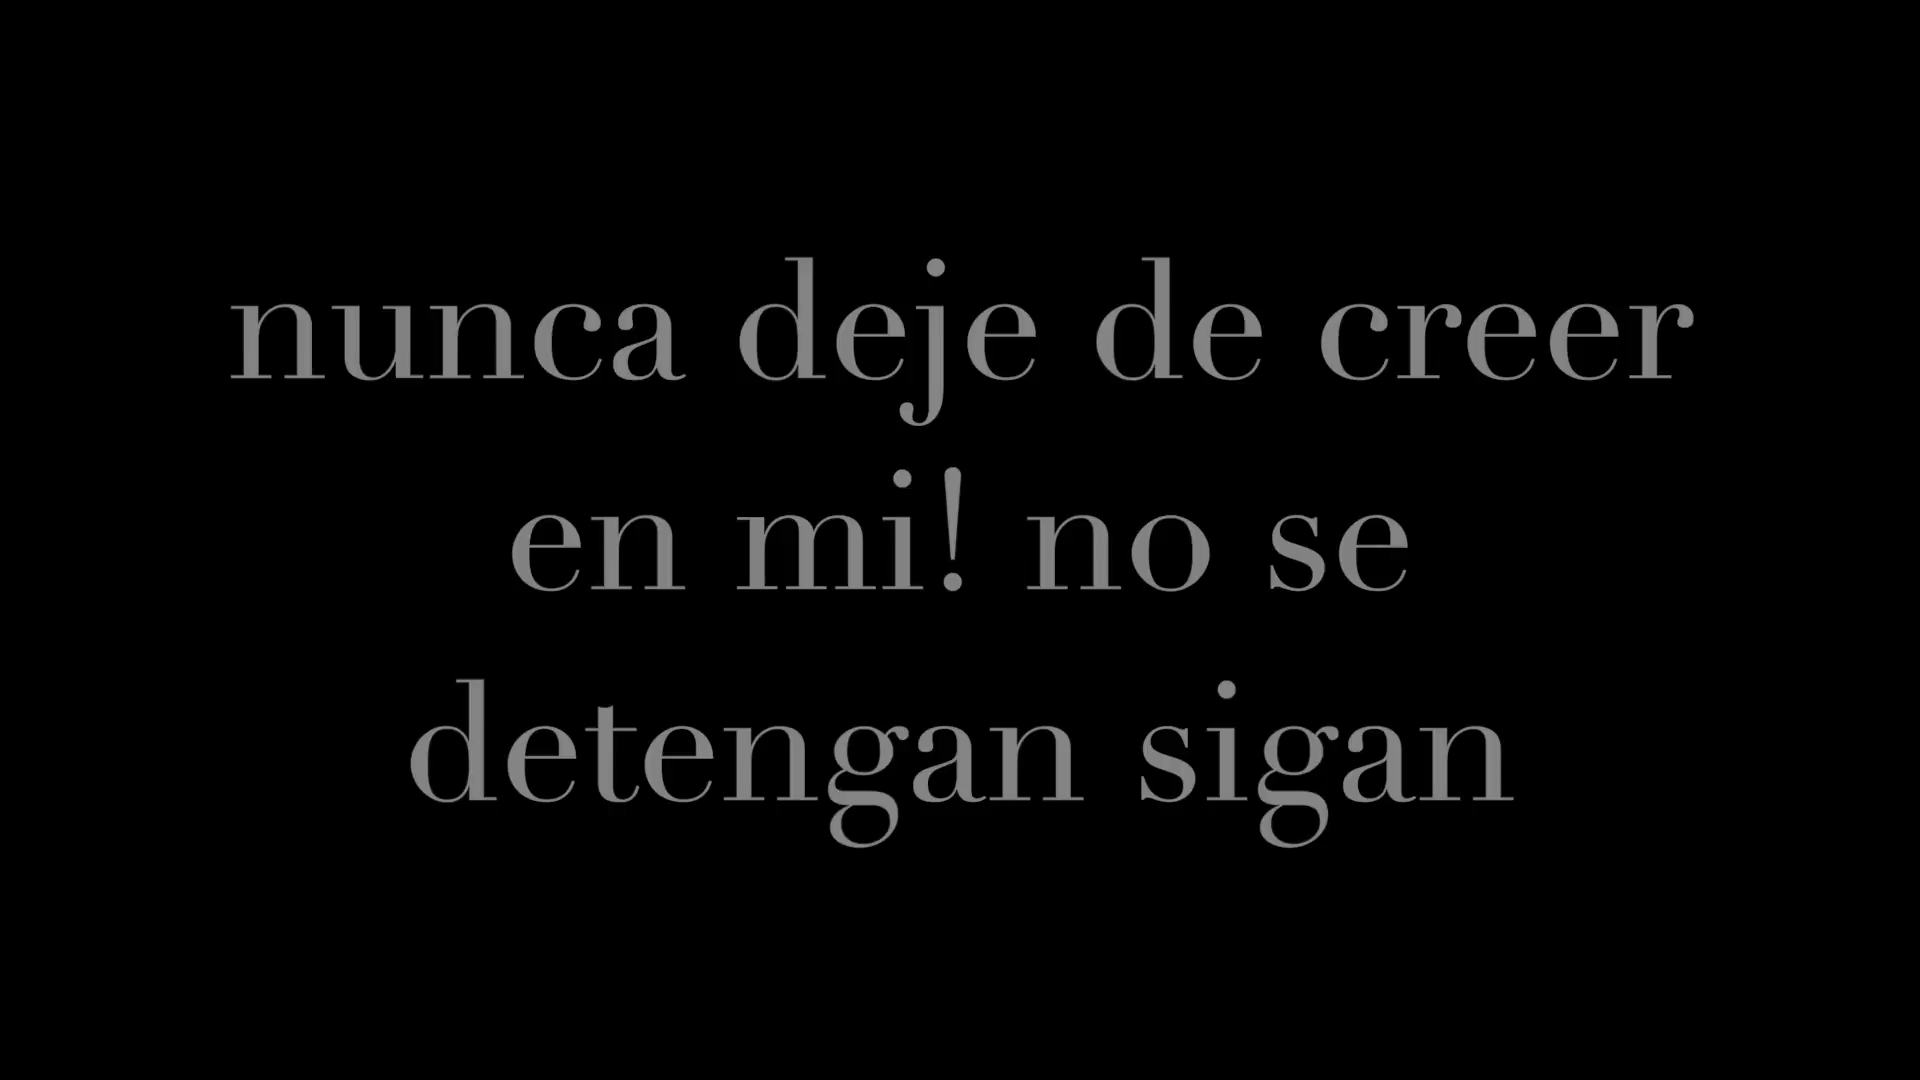 nunca deje de creer
en mi! no se
detengan sigan